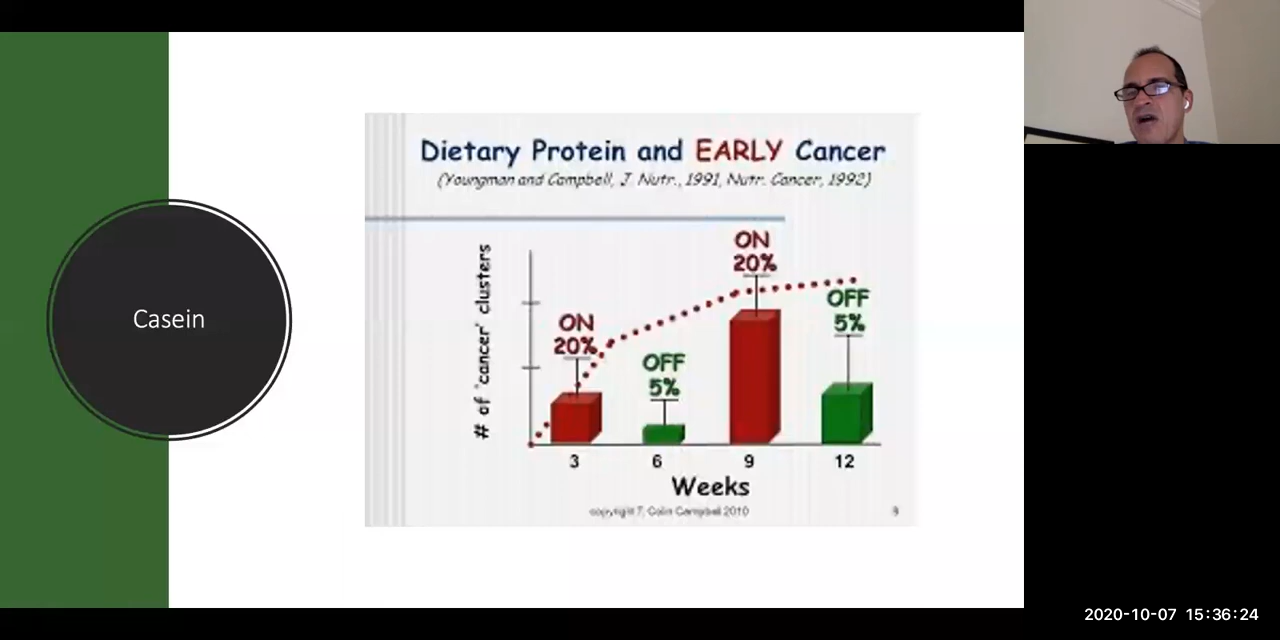 Casein
Dietary Protein and EARLY Cancer
(Youngman and Campbell, J. Nutr., 1991, Nutr. Cancer, 1992)
# of 'cancer' clusters
ON
20%
OFF
5%
ON
20%
OFF
5%
3 6 9 12
Weeks
copyright T. Colin Campbell 2010
2020-10-07 15:36:24